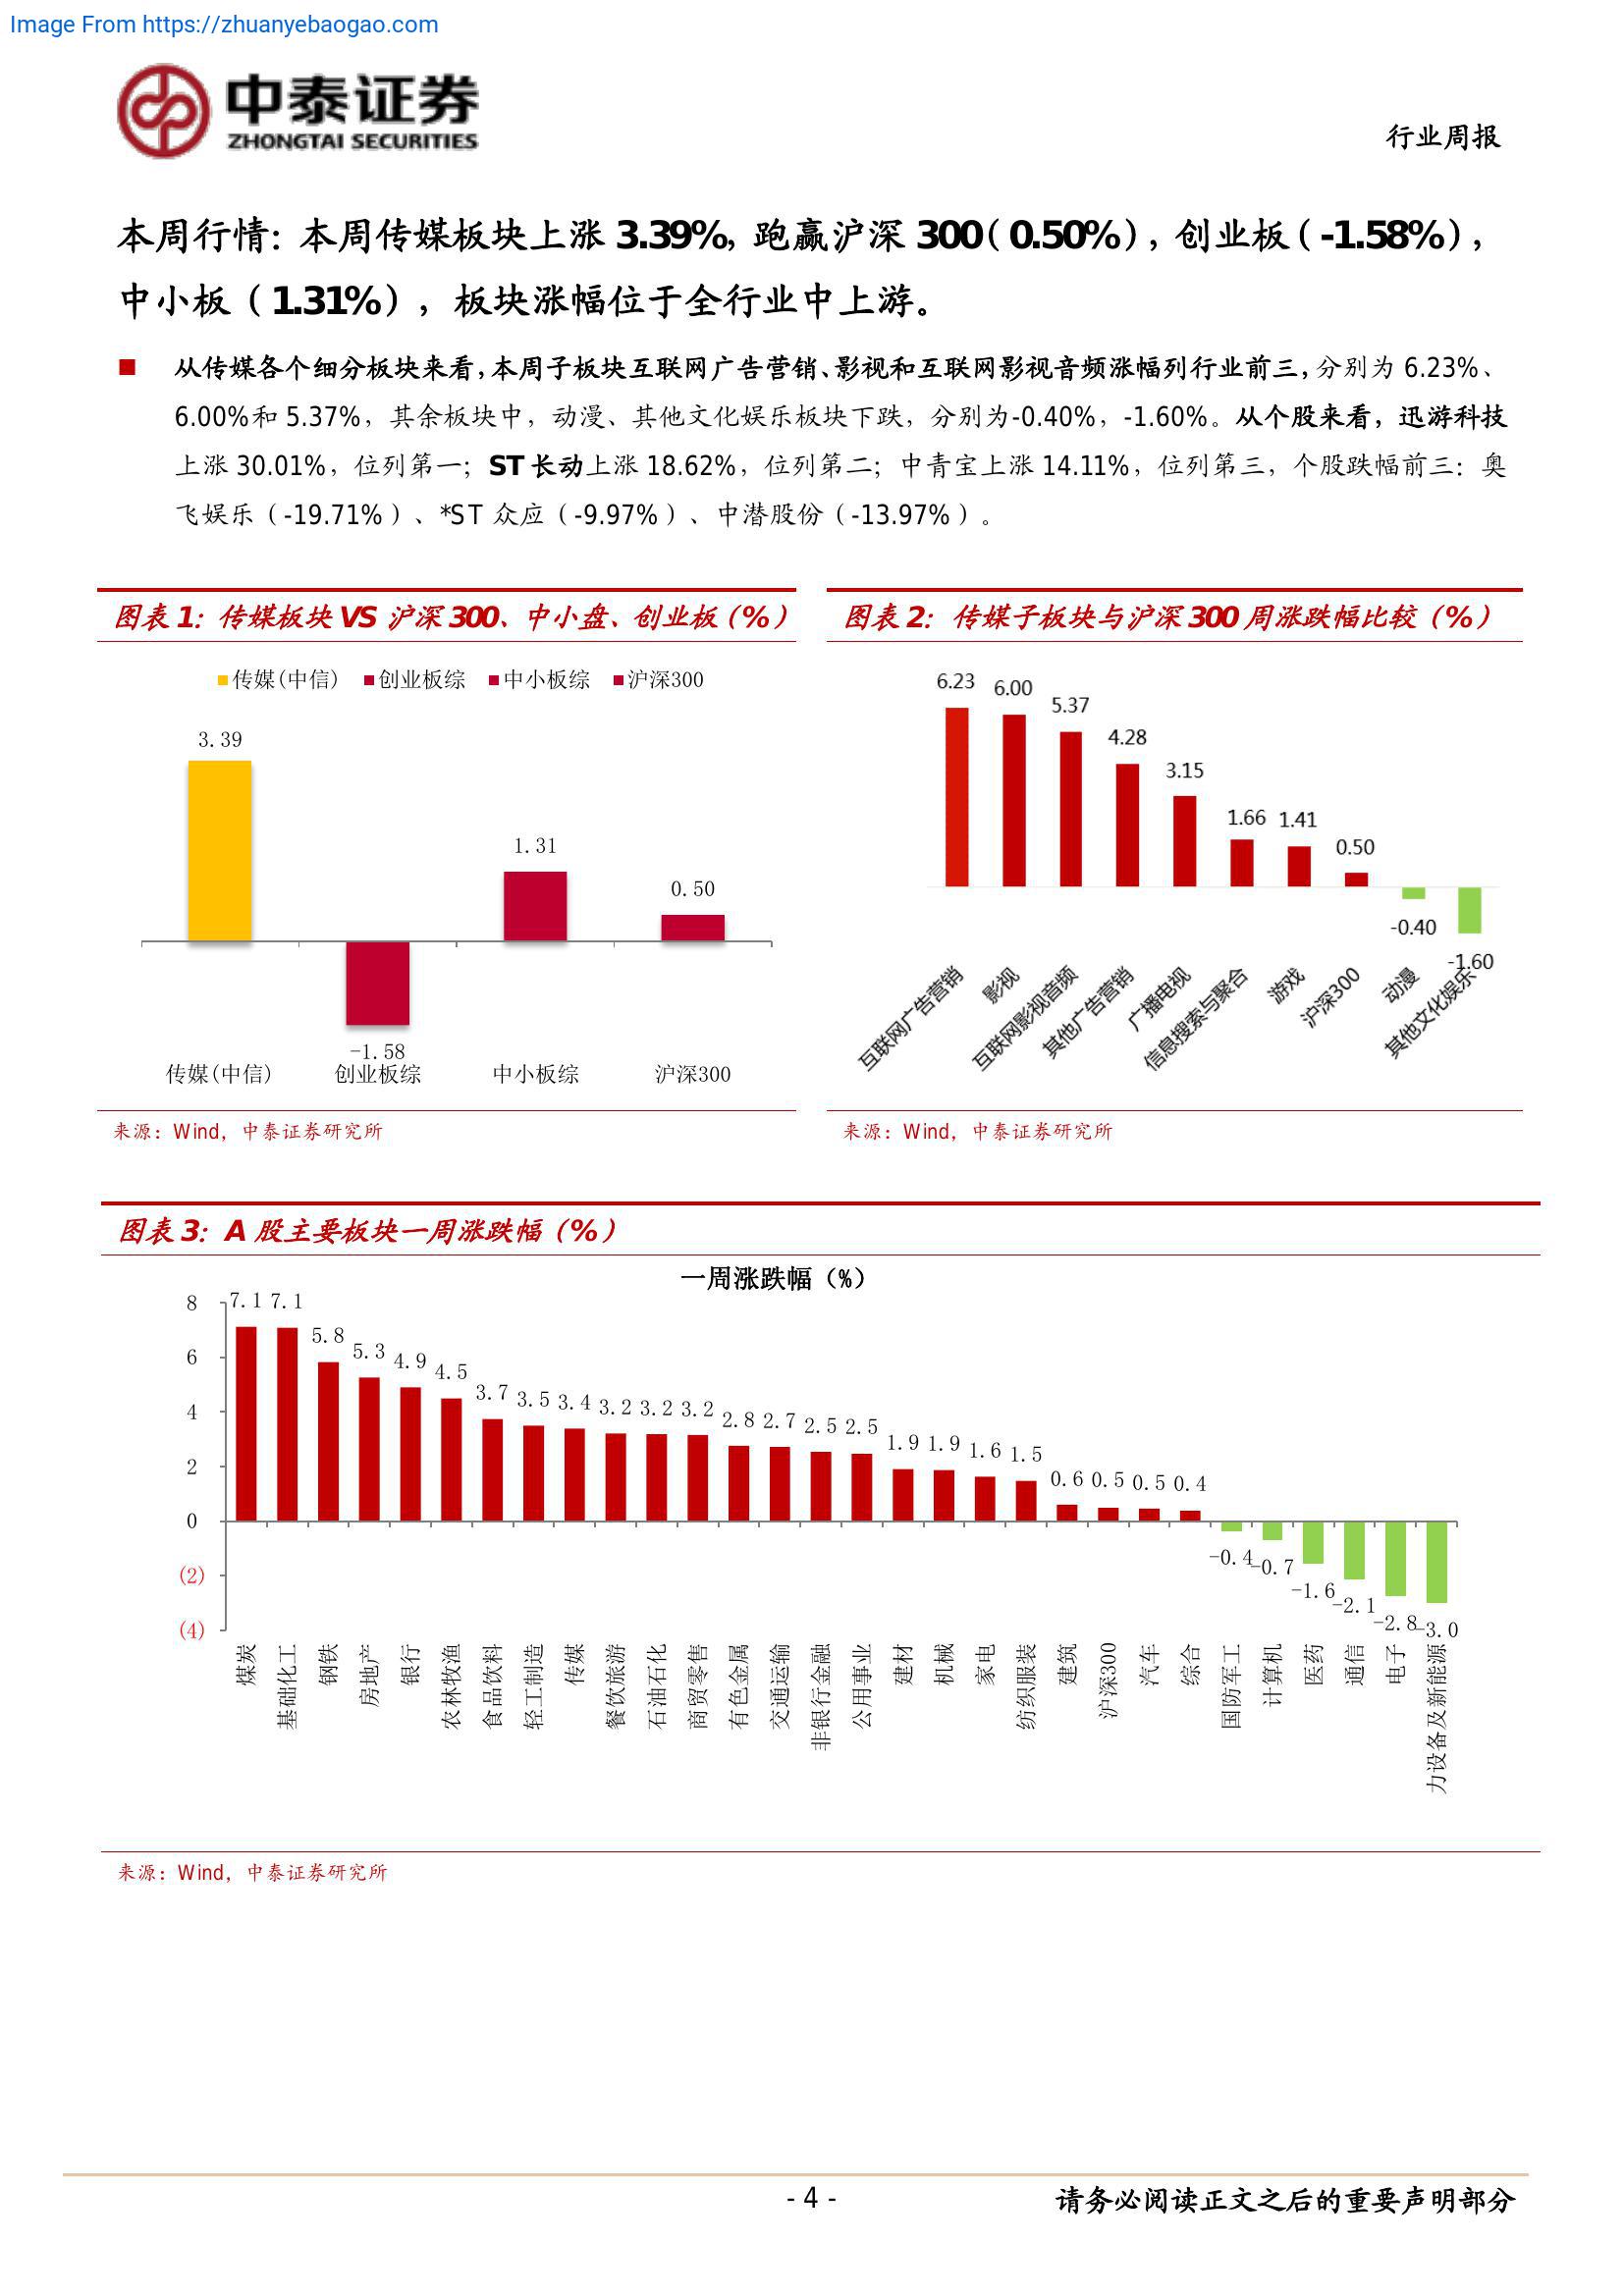 Image From https://zhuanyebaogao.com
中泰证券
ZHONGTAI SECURITIES
行业周报
本周行情：本周传媒板块上涨 3.39%，跑赢沪深 300（0.50%），创业板（-1.58%），
中小板（1.31%），板块涨幅位于全行业中上游。
■ 从传媒各个细分板块来看，本周子板块互联网广告营销、影视和互联网影视音频涨幅列行业前三，分别为 6.23%、
6.00%和 5.37%，其余板块中，动漫、其他文化娱乐板块下跌，分别为-0.40%，-1.60%。从个股来看，迅游科技
上涨 30.01%，位列第一；ST 长动上涨 18.62%，位列第二；中青宝上涨 14.11%，位列第三，个股跌幅前三：奥
飞娱乐（-19.71%）、*ST 众应（-9.97%）、中潜股份（-13.97%）。
图表 1：传媒板块 VS 沪深 300、中小盘、创业板（%）
传媒(中信) 创业板综 中小板综 沪深300
3.39
1.31
0.50
-1.58
传媒(中信) 创业板综 中小板综 沪深300
来源：Wind，中泰证券研究所
图表 2：传媒子板块与沪深 300 周涨跌幅比较（%）
6.23 6.00 5.37 4.28 3.15 1.66 1.41 0.50 -0.40 -1.60
互联网广告营销
影视
互联网影视音频
其他广告营销
广播电视
信息搜索与聚合
游戏
沪深300
动漫
其他文化娱乐
来源：Wind，中泰证券研究所
图表 3：A 股主要板块一周涨跌幅（%）
一周涨跌幅（%）
8
6
4
2
0
(2)
(4)
7.1 7.1 5.8 5.3 4.9 4.5 3.7 3.5 3.4 3.2 3.2 3.2 2.8 2.7 2.5 2.5 1.9 1.9 1.6 1.5 0.6 0.5 0.5 0.4 -0.4 -0.7 -1.6 -2.1 -2.8 -3.0
煤炭
基础化工
钢铁
房地产
银行
农林牧渔
食品饮料
轻工制造
传媒
餐饮旅游
石油石化
商贸零售
有色金属
交通运输
非银行金融
公用事业
建材
机械
家电
纺织服装
建筑
沪深300
汽车
综合
国防军工
计算机
医药
通信
电子
力设备及新能源
来源：Wind，中泰证券研究所
- 4 -
请务必阅读正文之后的重要声明部分